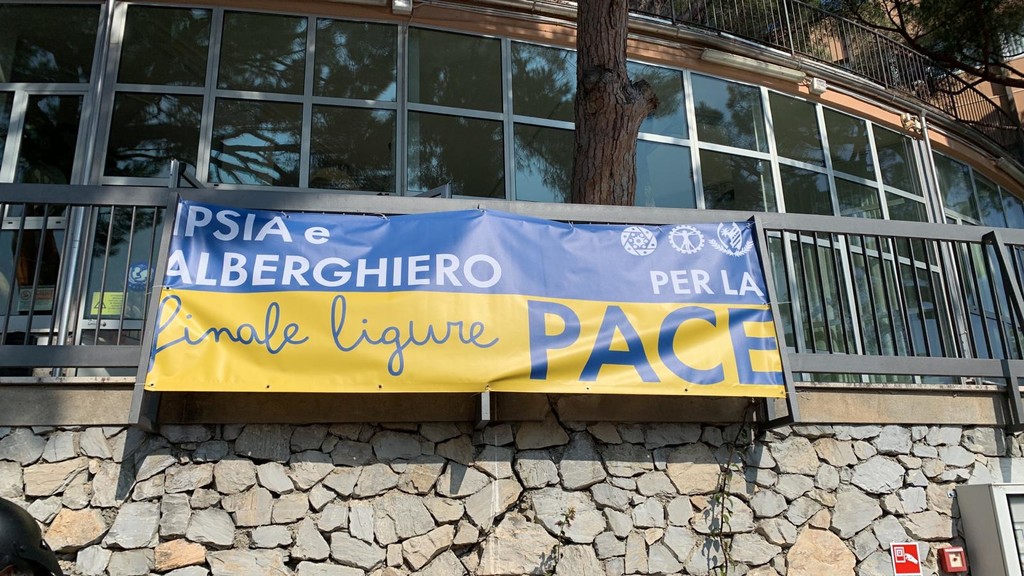 IPSIA e
ALBERGHIERO
PER LA
finale ligure
PACE